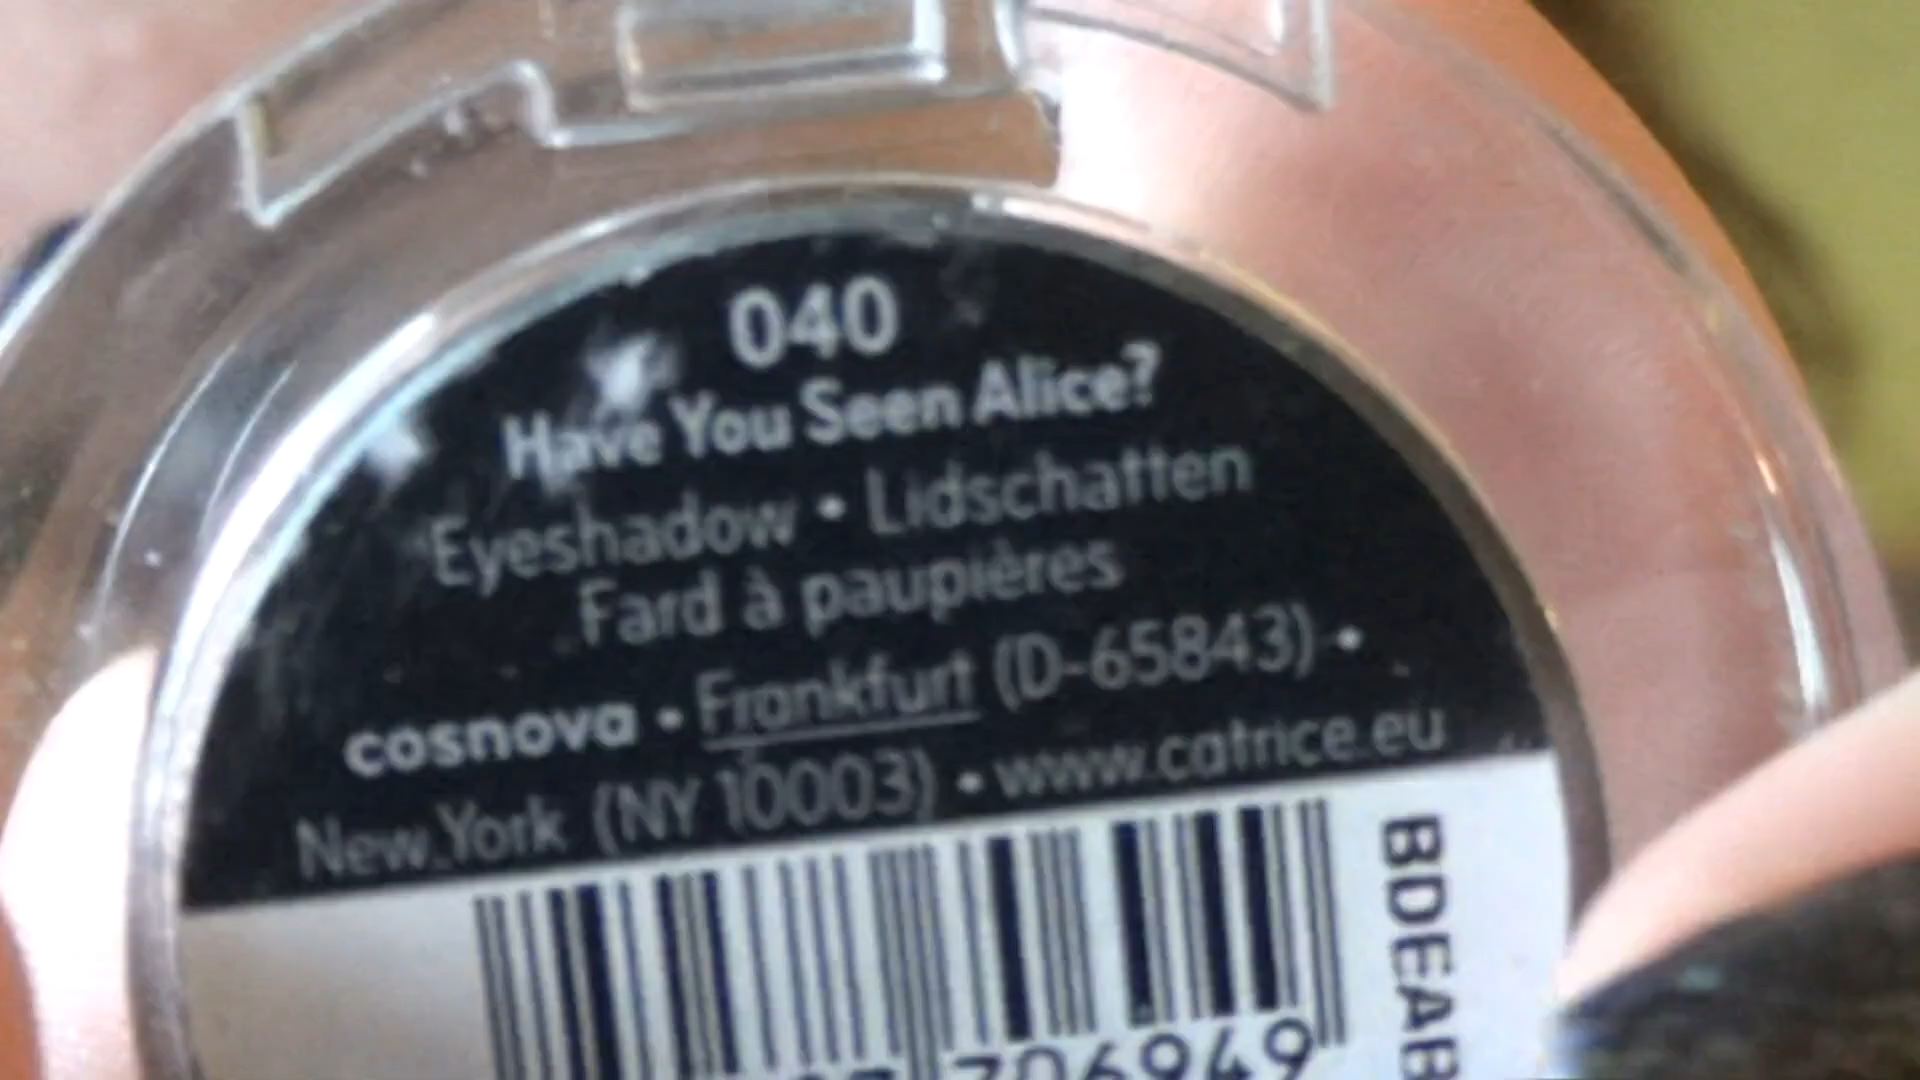 040
Have You Seen Alice?
Eyeshadow • Lidschatten
Fard à paupières
cosnova • Frankfurt (D-65843) •
New York (NY 10003) • www.catrice.eu
BDEAB
706949